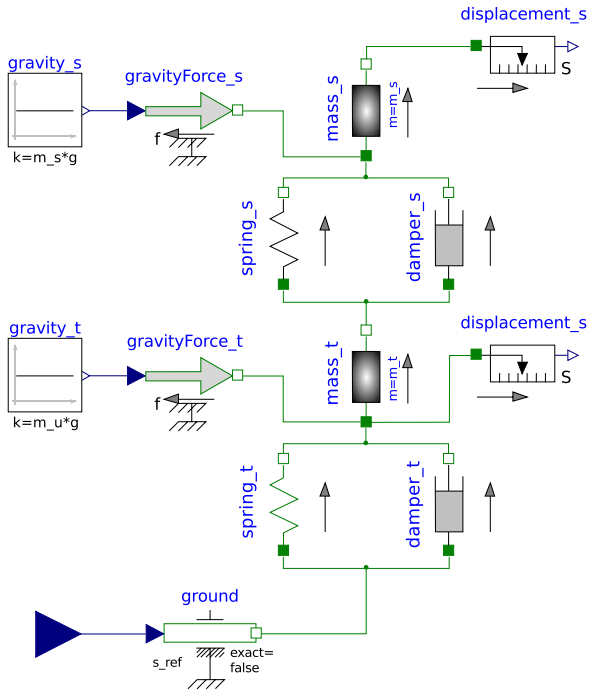 displacement_s
S
gravity_s
gravityForce_s
mass_s
m=m_s
f
k=m_s*g
spring_s
damper_s
displacement_s
S
gravity_t
gravityForce_t
mass_t
m=m_t
f
k=m_u*g
spring_t
damper_t
ground
s_ref
exact=
false